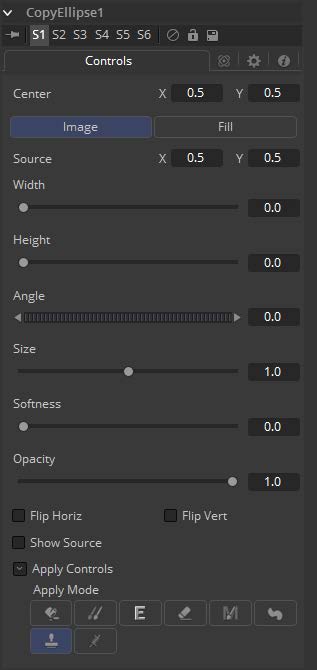 CopyEllipse1
S1 S2 S3 S4 S5 S6
Controls
Center X 0.5 Y 0.5
Image Fill
Source X 0.5 Y 0.5
Width
0.0
Height
0.0
Angle
0.0
Size
1.0
Softness
0.0
Opacity
1.0
Flip Horiz Flip Vert
Show Source
Apply Controls
Apply Mode
E M